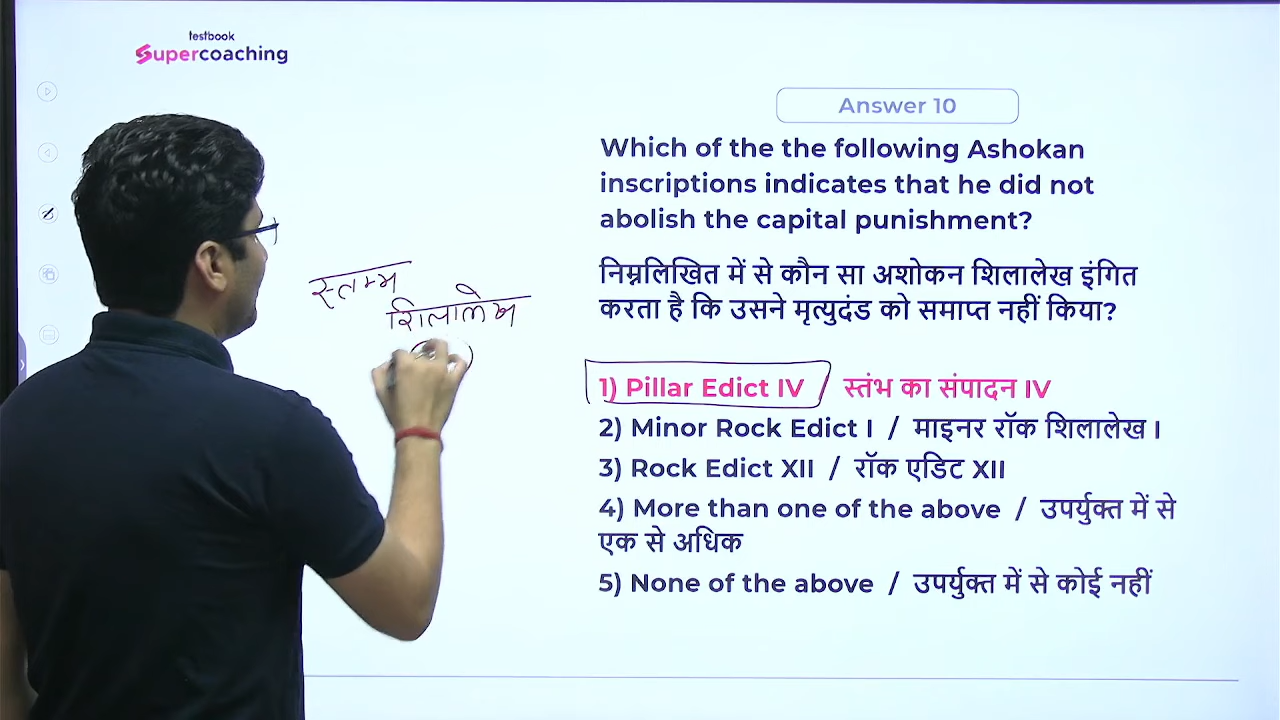 testbook
Supercoaching
Answer 10
Which of the the following Ashokan
inscriptions indicates that he did not
abolish the capital punishment?
निम्नलिखित में से कौन सा अशोकन शिलालेख इंगित
करता है कि उसने मृत्युदंड को समाप्त नहीं किया?
स्तम्भ
शिलालेख
1) Pillar Edict IV / स्तंभ का संपादन IV
2) Minor Rock Edict I / माइनर रॉक शिलालेख I
3) Rock Edict XII / रॉक एडिट XII
4) More than one of the above / उपर्युक्त में से
एक से अधिक
5) None of the above / उपर्युक्त में से कोई नहीं